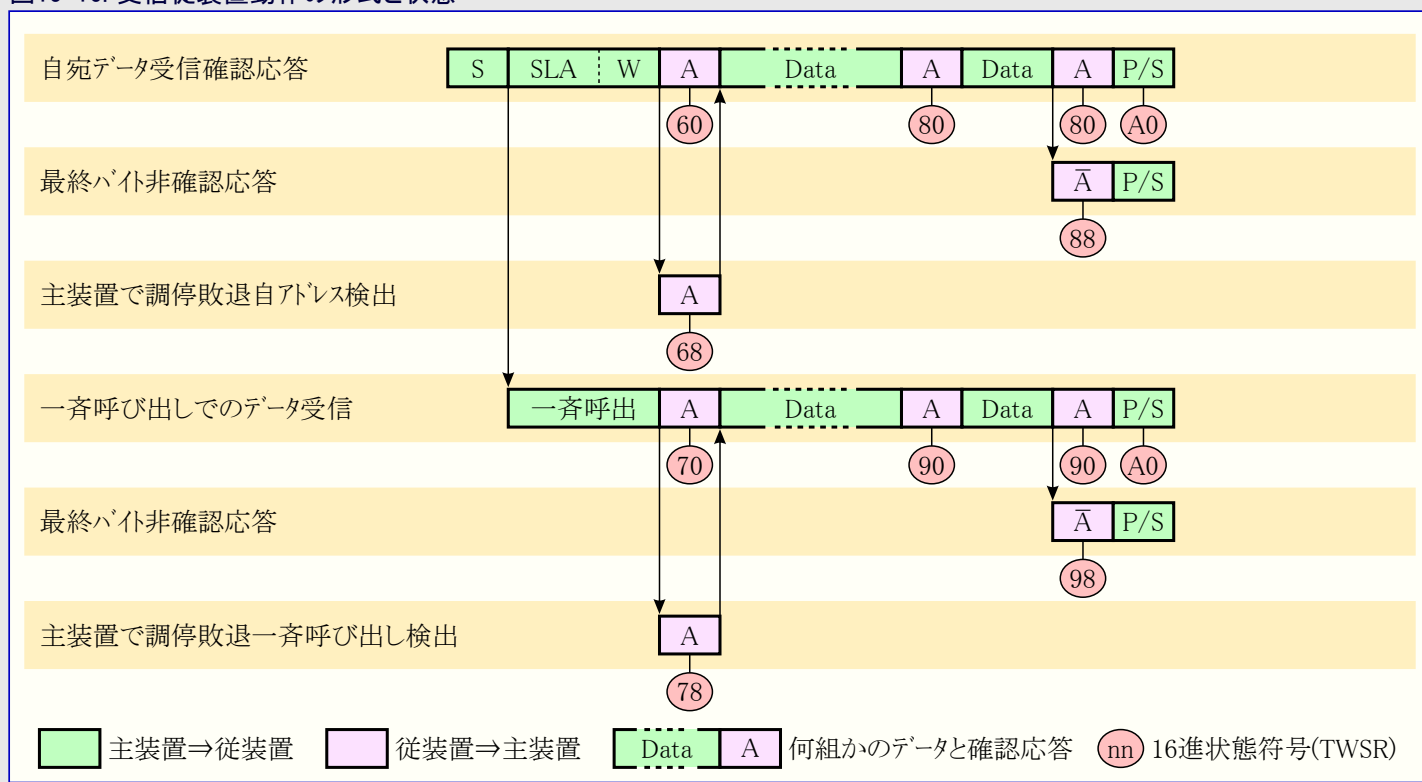 自宛データ受信確認応答 S SLA W A Data A Data A P/S
60 80 80 A0
最終バイト非確認応答 A̅ P/S
88
主装置で調停敗退自アドレス検出 A
68
一斉呼び出しでのデータ受信 一斉呼出 A Data A Data A P/S
70 90 90 A0
最終バイト非確認応答 A̅ P/S
98
主装置で調停敗退一斉呼び出し検出 A
78
主装置⇒従装置 従装置⇒主装置 Data A 何組かのデータと確認応答 nn 16進状態符号(TWSR)